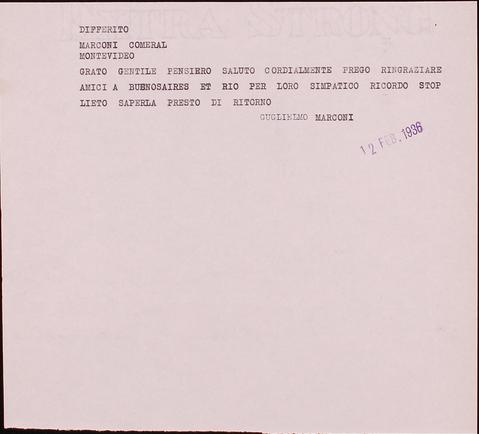 DIFFERITO
MARCONI COMERAL
MONTEVIDEO
GRATO GENTILE PENSIERO SALUTO CORDIALMENTE PREGO RINGRAZIARE
AMICI A BUENOSAIRES ET RIO PER LORO SIMPATICO RICORDO STOP
LIETO SAPERLA PRESTO DI RITORNO
GUGLIELMO MARCONI
12 FEB. 1936